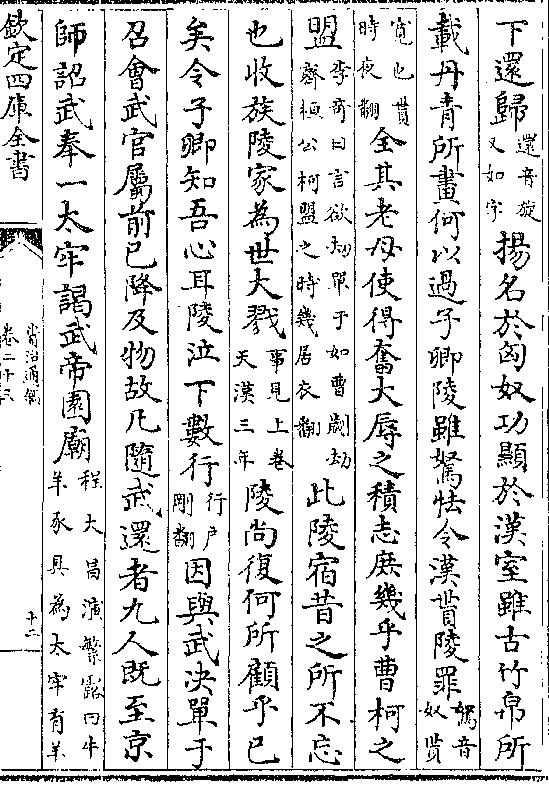 下還歸還音旋又如字揚名於匈奴功顯於漢室雖古竹帛所
載丹青所畫何以過子卿陵雖駑怯令漢貰陵罪駑音奴貰
寛也貰時夜翻全其老母使得奮大辱之積志庶幾乎曹柯之
盟李奇曰言欲刼單于如曹劌劫齊桓公柯盟之時幾居衣翻此陵宿昔之所不忘
也收族陵家為世大戮事見上卷天漢三年陵尚復何所顧乎已
矣令子卿知吾心耳陵泣下數行行户剛翻因與武决單于
召會武官屬前已降及物故凡隨武還者九人既至京
師詔武奉一太牢謁武帝園廟程大昌演繁露曰牛羊豕具為太牢有羊
欽定四庫全書
資治通鑑
卷二十三
十二